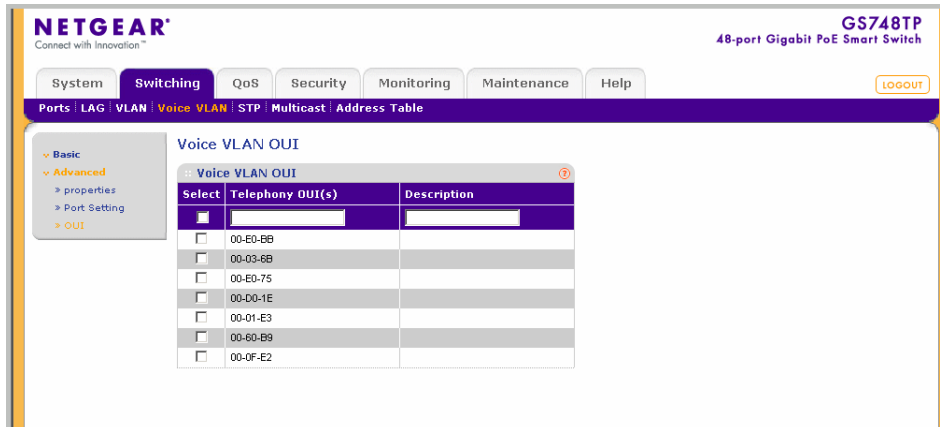 NETGEAR®
Connect with Innovation™
GS748TP
48-port Gigabit PoE Smart Switch
System Switching QoS Security Monitoring Maintenance Help LOGOUT
Ports LAG VLAN Voice VLAN STP Multicast Address Table
Basic
Advanced
» properties
» Port Setting
» OUI
Voice VLAN OUI
:: Voice VLAN OUI ?
Select Telephony OUI(s) Description
00-E0-BB
00-03-6B
00-E0-75
00-D0-1E
00-01-E3
00-60-B9
00-0F-E2